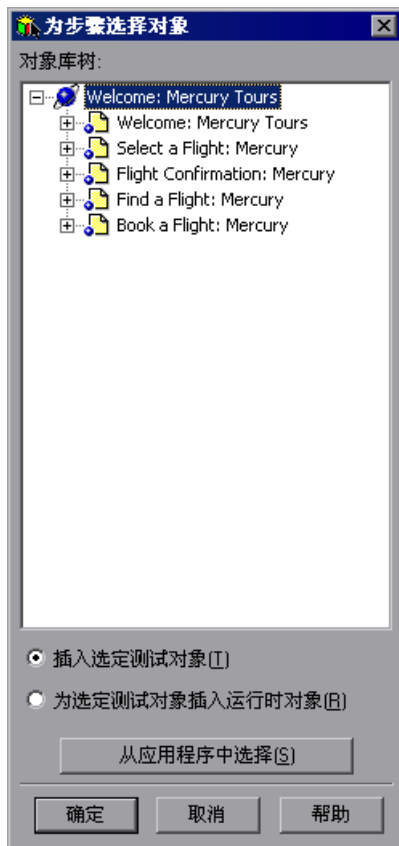 为步骤选择对象
对象库树:
Welcome: Mercury Tours
Welcome: Mercury Tours
Select a Flight: Mercury
Flight Confirmation: Mercury
Find a Flight: Mercury
Book a Flight: Mercury
插入选定测试对象(T)
为选定测试对象插入运行时对象(R)
从应用程序中选择(S)
确定 取消 帮助